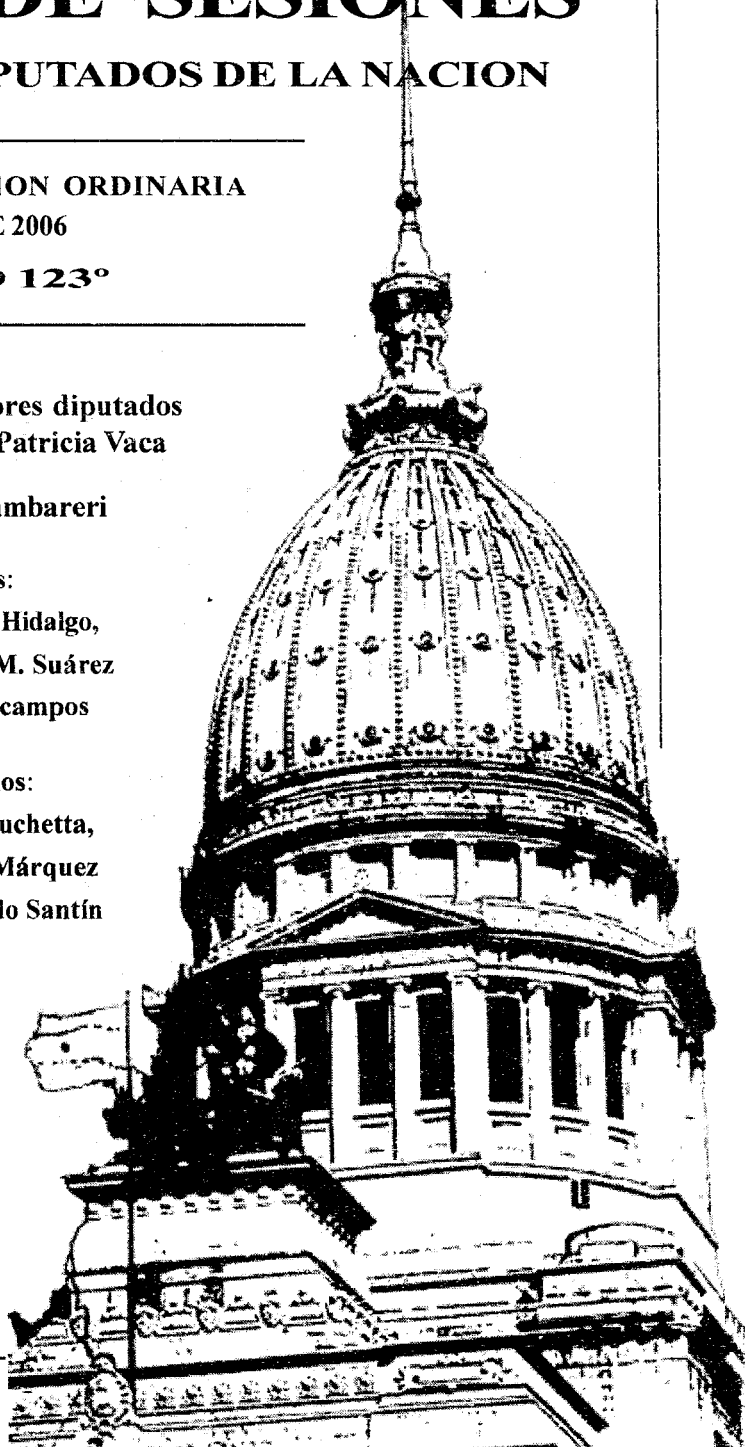 DE SESIONES
PUTADOS DE LA NACION
ION ORDINARIA
E 2006
O 123º
ores diputados
Patricia Vaca
ambareri
s:
Hidalgo,
M. Suárez
campos
os:
uchetta,
Márquez
do Santín